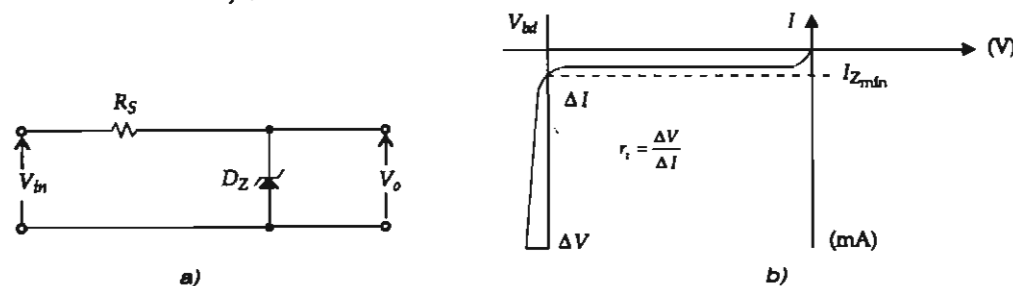 R_S
V_in
D_Z
V_o
a)
V_bd
I
(V)
I_Zmin
ΔI
r_i = ΔV/ΔI
ΔV
(mA)
b)